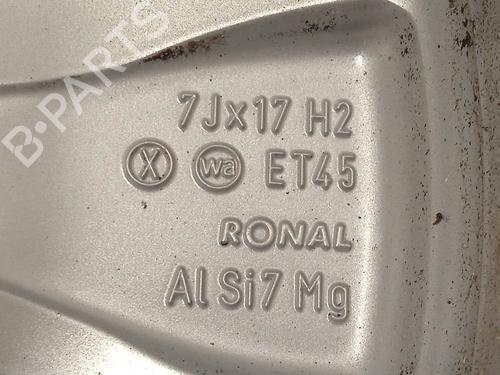 B-PARTS
7Jx17 H2
X wa ET45
RONAL
Al Si7 Mg